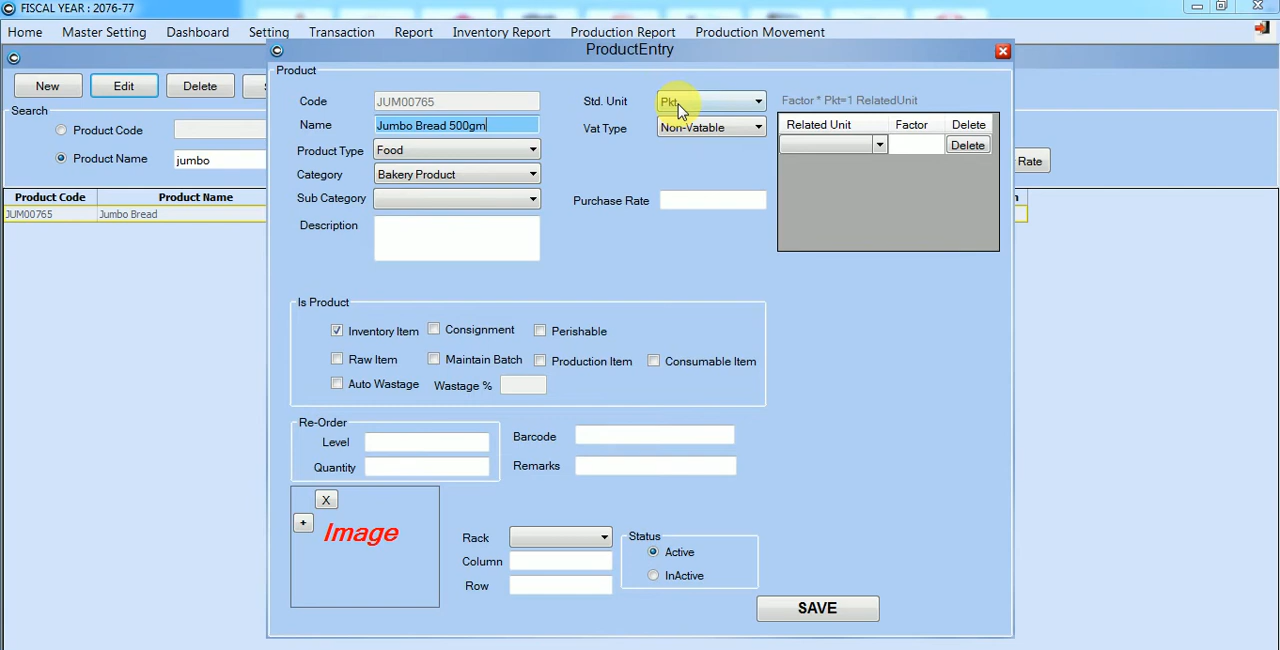 FISCAL YEAR : 2076-77
Home Master Setting Dashboard Setting Transaction Report Inventory Report Production Report Production Movement
ProductEntry
New Edit Delete
Search
Product Code
Product Name jumbo
Rate
Product Code Product Name
JUM00765 Jumbo Bread
Product
Code JUM00765
Name Jumbo Bread 500gm
Product Type Food
Category Bakery Product
Sub Category
Description
Std. Unit Pkt
Vat Type Non-Vatable
Purchase Rate
Factor * Pkt=1 RelatedUnit
Related Unit Factor Delete
Delete
Is Product
Inventory Item Consignment Perishable
Raw Item Maintain Batch Production Item Consumable Item
Auto Wastage Wastage %
Re-Order
Level
Quantity
Barcode
Remarks
X
+
Image
Rack
Column
Row
Status
Active
InActive
SAVE